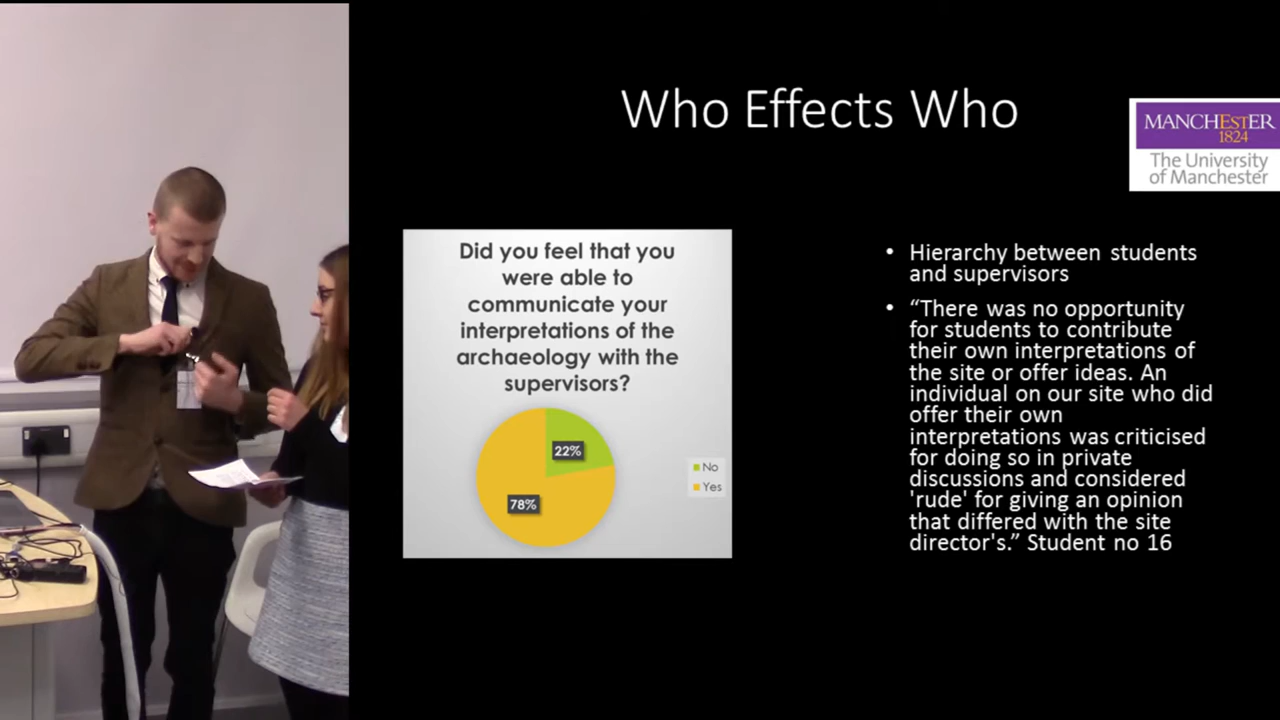 Who Effects Who
MANCHESTER
1824
The University
of Manchester
Did you feel that you
were able to
communicate your
interpretations of the
archaeology with the
supervisors?
22%
78%
No
Yes
• Hierarchy between students
and supervisors
• “There was no opportunity
for students to contribute
their own interpretations of
the site or offer ideas. An
individual on our site who did
offer their own
interpretations was criticised
for doing so in private
discussions and considered
'rude' for giving an opinion
that differed with the site
director's.” Student no 16